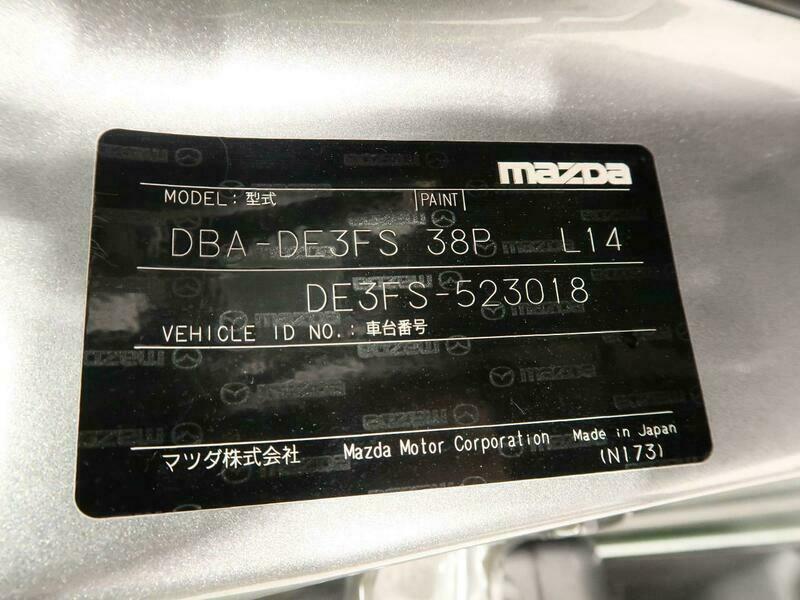 mazda
MODEL: 型式 PAINT
DBA-DE3FS 38P L14
DE3FS-523018
VEHICLE ID NO.: 車台番号
マツダ株式会社 Mazda Motor Corporation Made in Japan
(N173)